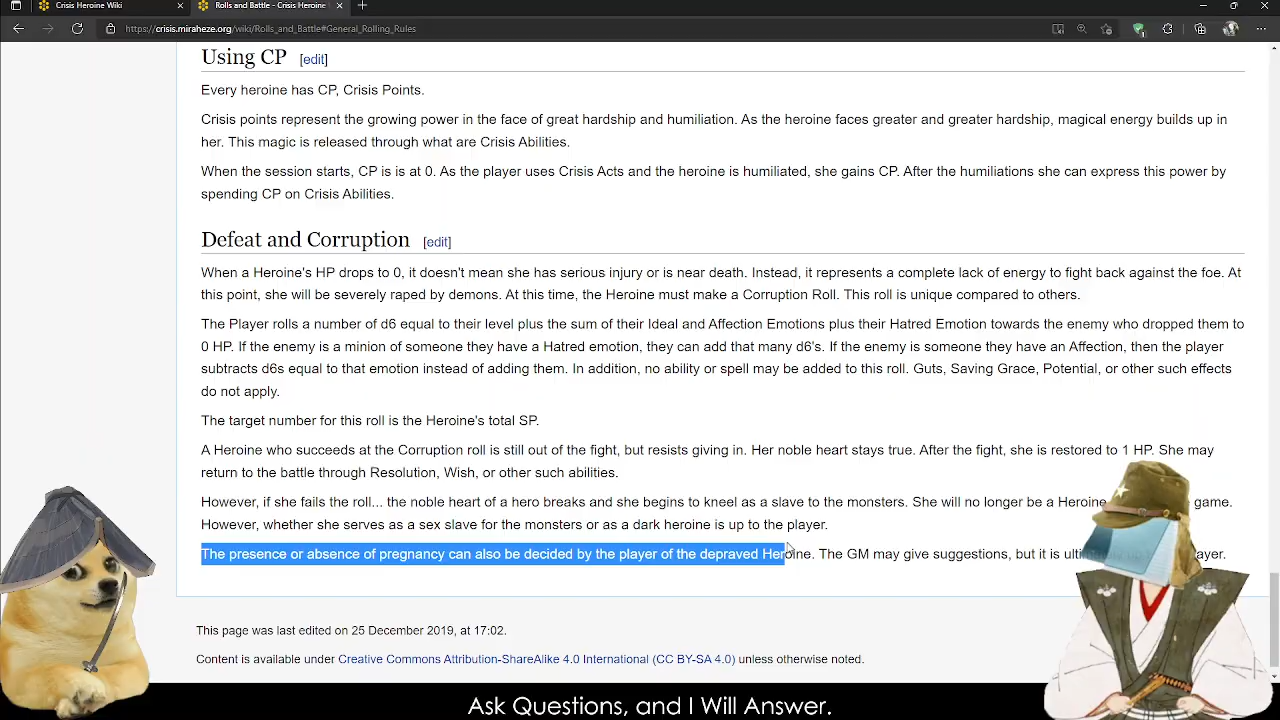 Crisis Heroine Wiki
Rolls and Battle - Crisis Heroine
https://crisis.miraheze.org/wiki/Rolls_and_Battle#General_Rolling_Rules
Using CP [edit]
Every heroine has CP, Crisis Points.
Crisis points represent the growing power in the face of great hardship and humiliation. As the heroine faces greater and greater hardship, magical energy builds up in
her. This magic is released through what are Crisis Abilities.
When the session starts, CP is is at 0. As the player uses Crisis Acts and the heroine is humiliated, she gains CP. After the humiliations she can express this power by
spending CP on Crisis Abilities.
Defeat and Corruption [edit]
When a Heroine's HP drops to 0, it doesn't mean she has serious injury or is near death. Instead, it represents a complete lack of energy to fight back against the foe. At
this point, she will be severely raped by demons. At this time, the Heroine must make a Corruption Roll. This roll is unique compared to others.
The Player rolls a number of d6 equal to their level plus the sum of their Ideal and Affection Emotions plus their Hatred Emotion towards the enemy who dropped them to
0 HP. If the enemy is a minion of someone they have a Hatred emotion, they can add that many d6's. If the enemy is someone they have an Affection, then the player
subtracts d6s equal to that emotion instead of adding them. In addition, no ability or spell may be added to this roll. Guts, Saving Grace, Potential, or other such effects
do not apply.
The target number for this roll is the Heroine's total SP.
A Heroine who succeeds at the Corruption roll is still out of the fight, but resists giving in. Her noble heart stays true. After the fight, she is restored to 1 HP. She may
return to the battle through Resolution, Wish, or other such abilities.
However, if she fails the roll... the noble heart of a hero breaks and she begins to kneel as a slave to the monsters. She will no longer be a Heroine game.
However, whether she serves as a sex slave for the monsters or as a dark heroine is up to the player.
The presence or absence of pregnancy can also be decided by the player of the depraved Heroine. The GM may give suggestions, but it is
This page was last edited on 25 December 2019, at 17:02.
Content is available under Creative Commons Attribution-ShareAlike 4.0 International (CC BY-SA 4.0) unless otherwise noted.
Ask Questions, and I Will Answer.